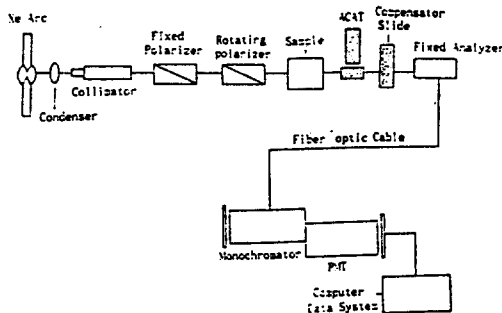 Xe Arc
Condenser
Collimator
Fixed
Polarizer
Rotating
polarizer
Sample
ACAT
Compensator
Slide
Fixed Analyzer
Fiber optic Cable
Monochromator
PMT
Computer
Data System